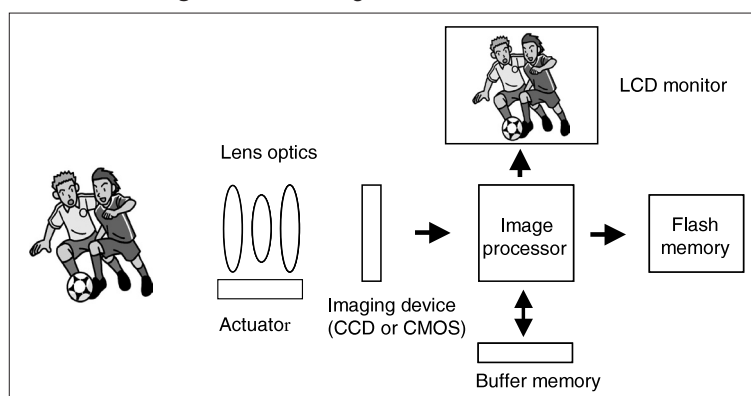 LCD monitor
Lens optics
Image
processor
Flash
memory
Imaging device
(CCD or CMOS)
Actuator
Buffer memory